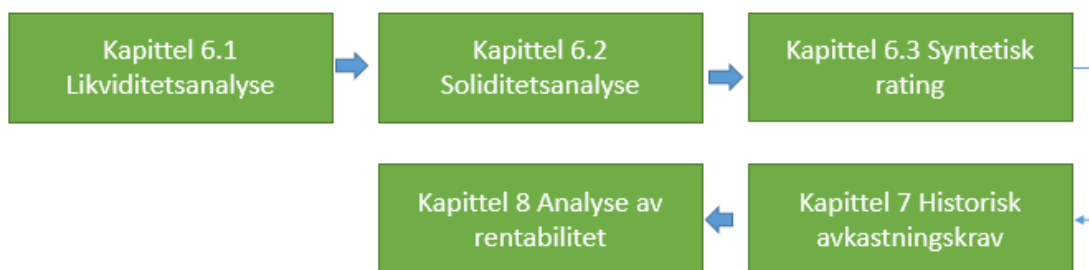 Kapittel 6.1
Likviditetsanalyse
Kapittel 6.2
Soliditetsanalyse
Kapittel 6.3 Syntetisk
rating
Kapittel 8 Analyse av
rentabilitet
Kapittel 7 Historisk
avkastningskrav